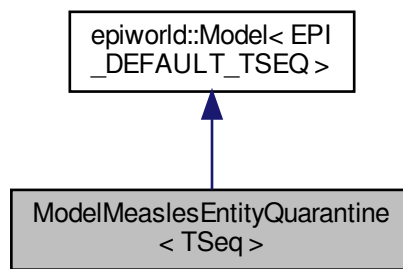 epiworld::Model< EPI
_DEFAULT_TSEQ >
ModelMeaslesEntityQuarantine
< TSeq >